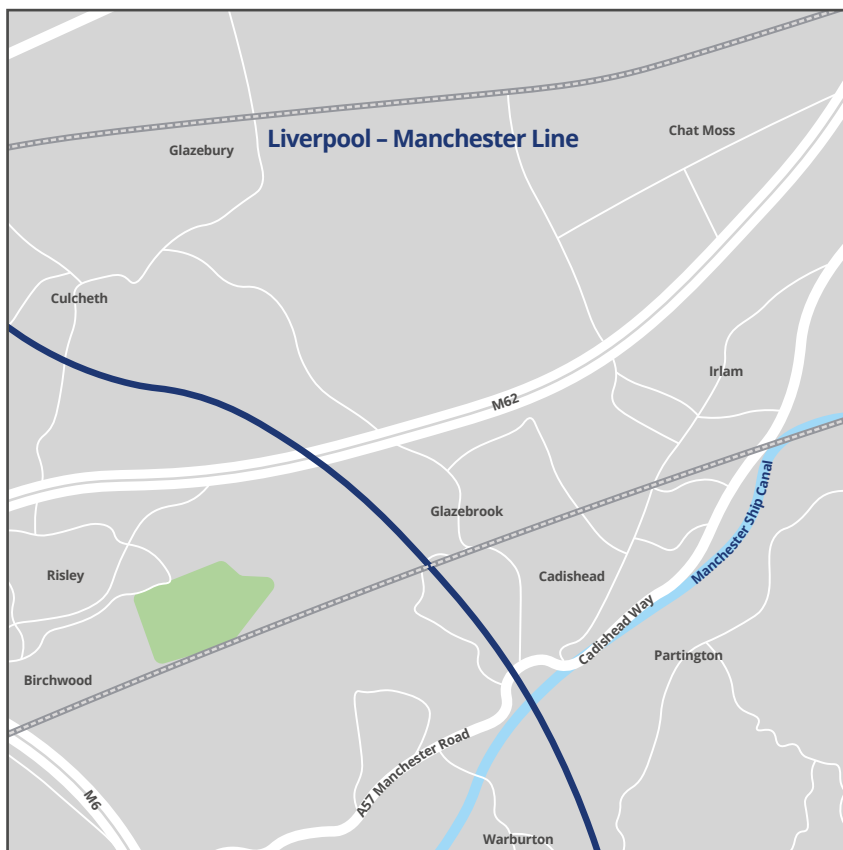 Chat Moss
Liverpool – Manchester Line
Glazebury
Culcheth
Irlam
M62
Glazebrook
Manchester Ship Canal
Risley
Cadishead
Cadishead Way
Partington
Birchwood
A57 Manchester Road
M6
Warburton